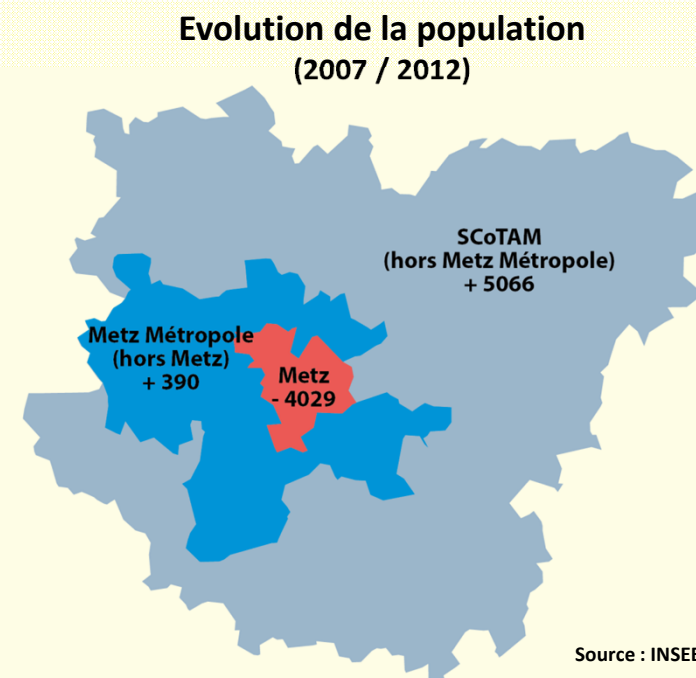 Evolution de la population
(2007 / 2012)
SCoTAM
(hors Metz Métropole)
+ 5066
Metz Métropole
(hors Metz)
+ 390
Metz
- 4029
Source : INSEE